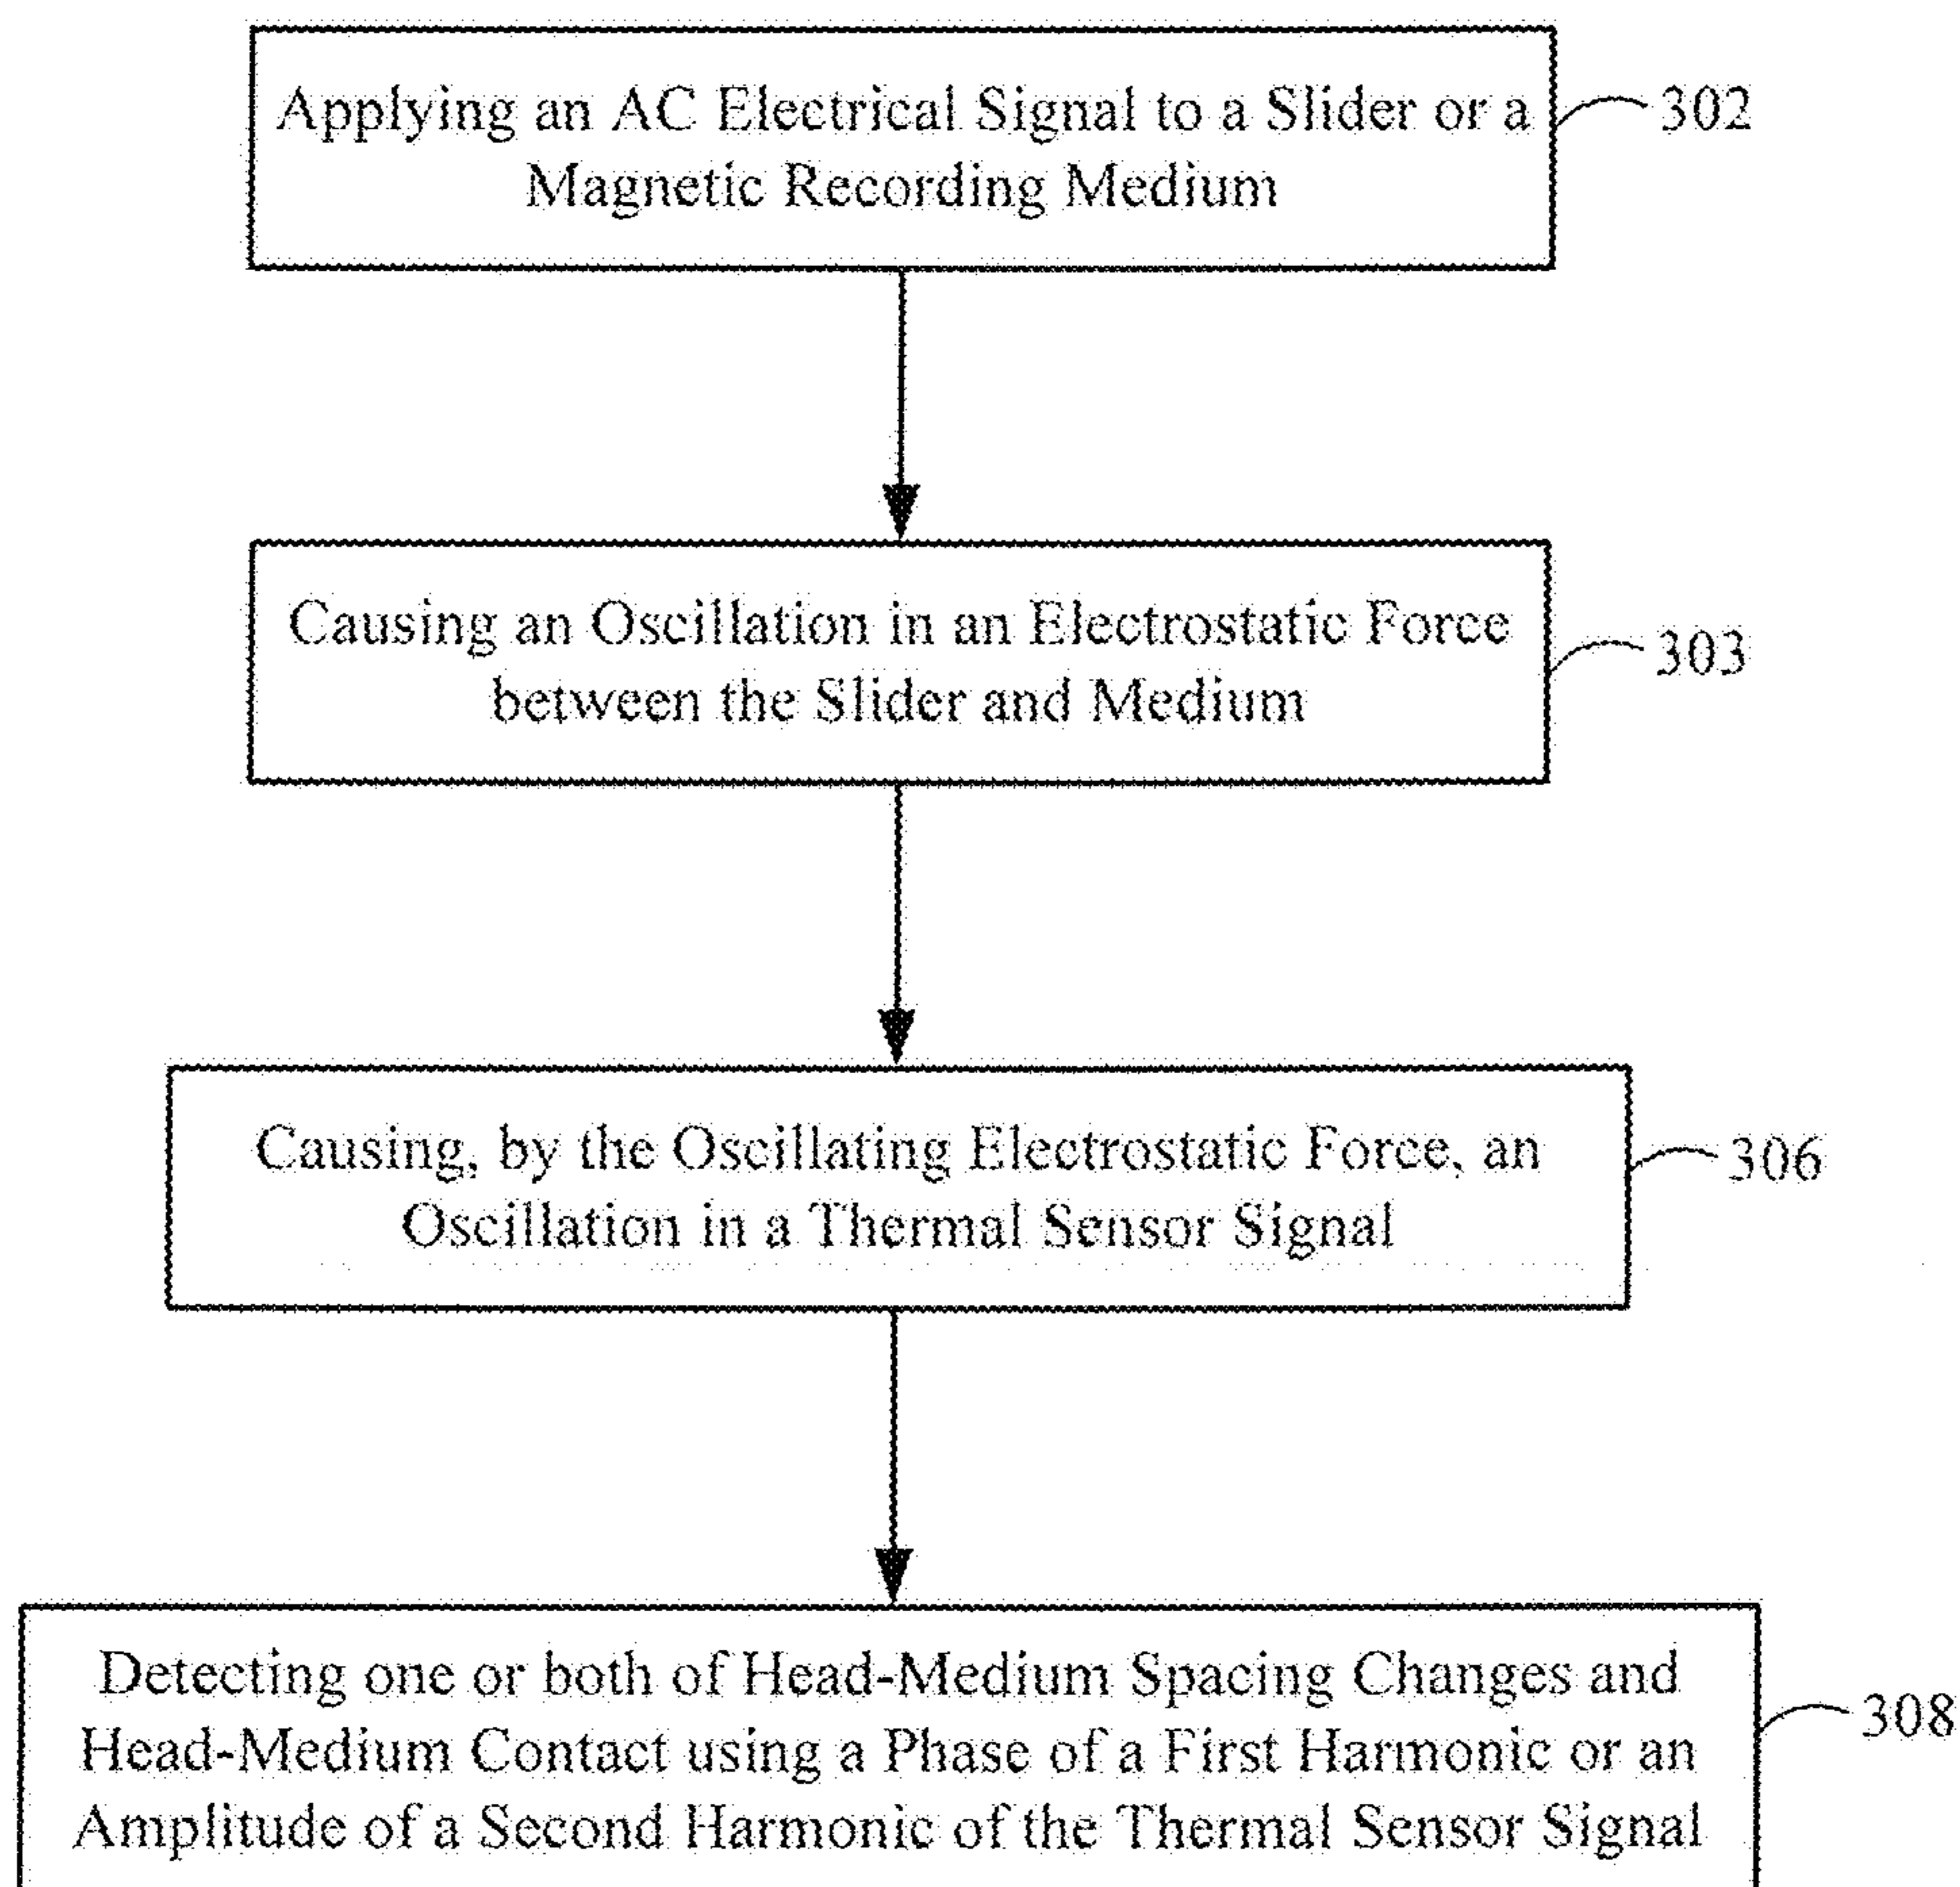 Applying an AC Electrical Signal to a Slider or a
Magnetic Recording Medium
302
Causing an Oscillation in an Electrostatic Force
between the Slider and Medium
303
Causing, by the Oscillating Electrostatic Force, an
Oscillation in a Thermal Sensor Signal
306
Detecting one or both of Head-Medium Spacing Changes and
Head-Medium Contact using a Phase of a First Harmonic or an
Amplitude of a Second Harmonic of the Thermal Sensor Signal
308